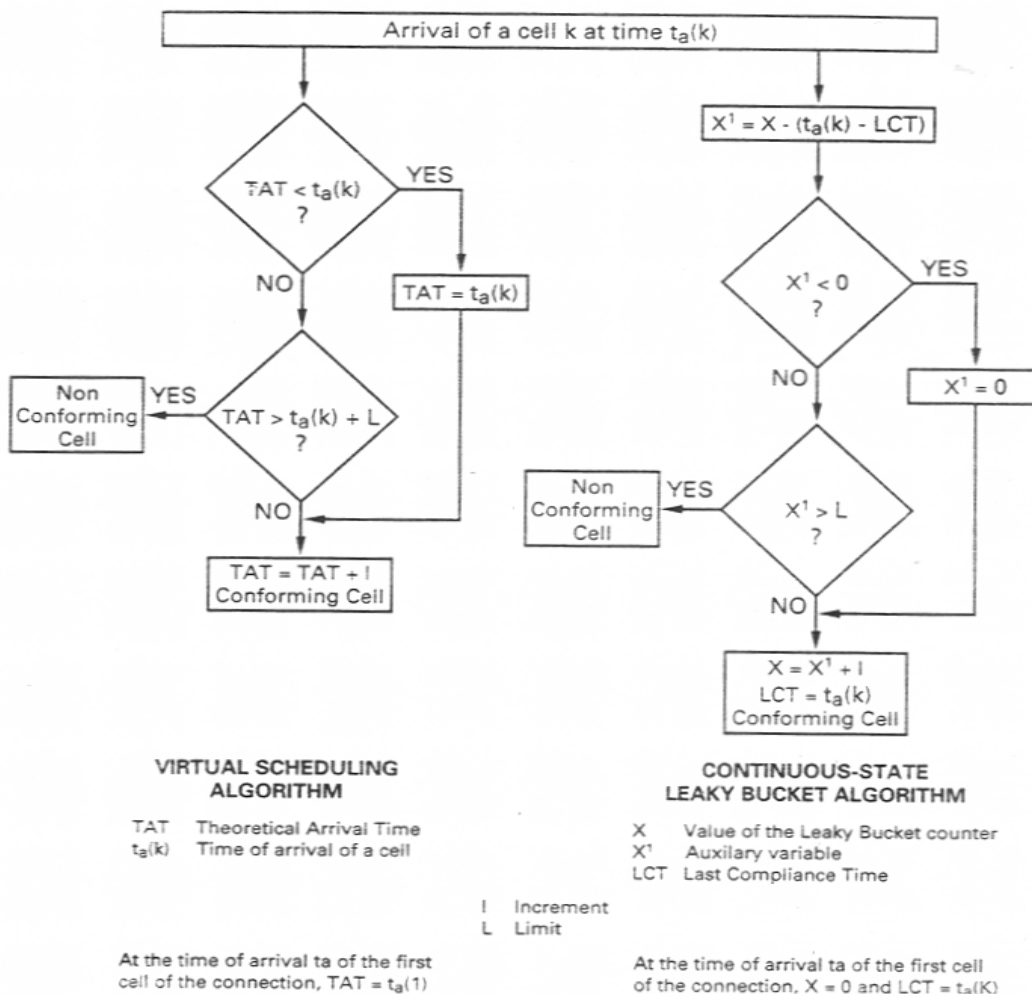 Arrival of a cell k at time tₐ(k)
TAT < tₐ(k)
?
YES
NO
TAT = tₐ(k)
TAT > tₐ(k) + L
?
YES
Non
Conforming
Cell
NO
TAT = TAT + I
Conforming Cell
X¹ = X - (tₐ(k) - LCT)
X¹ < 0
?
YES
NO
X¹ = 0
X¹ > L
?
YES
Non
Conforming
Cell
NO
X = X¹ + I
LCT = tₐ(k)
Conforming Cell
VIRTUAL SCHEDULING
ALGORITHM
TAT Theoretical Arrival Time
tₐ(k) Time of arrival of a cell
CONTINUOUS-STATE
LEAKY BUCKET ALGORITHM
X Value of the Leaky Bucket counter
X¹ Auxilary variable
LCT Last Compliance Time
I Increment
L Limit
At the time of arrival ta of the first
cell of the connection, TAT = tₐ(1)
At the time of arrival ta of the first cell
of the connection, X = 0 and LCT = tₐ(K)